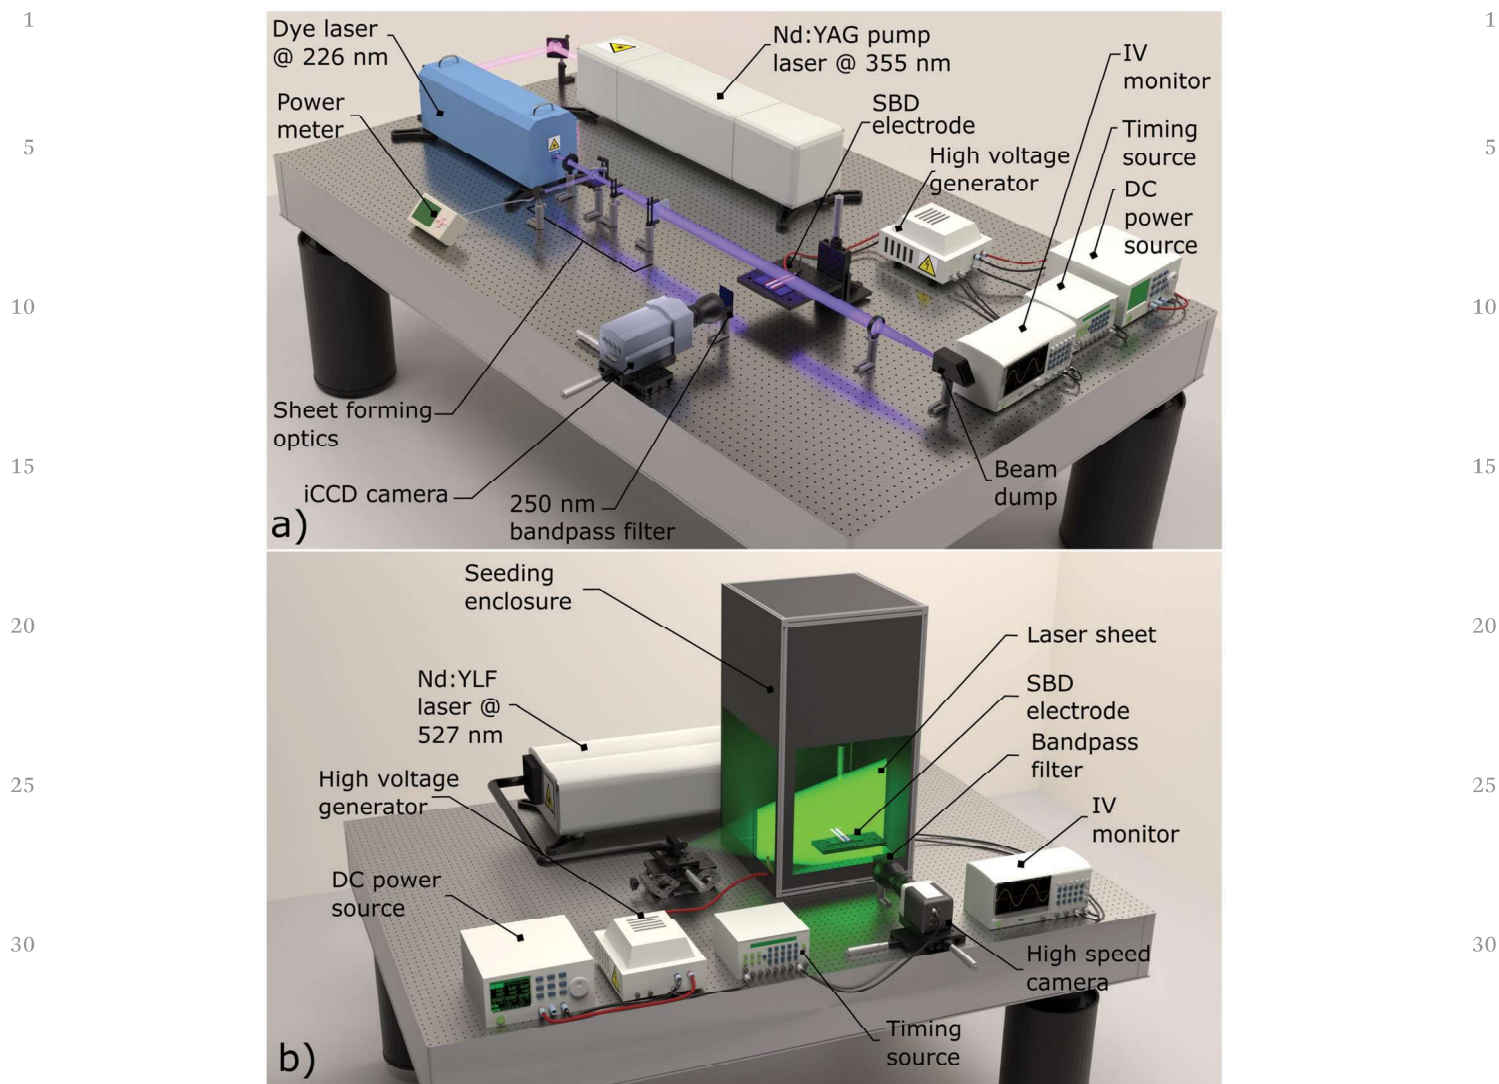 1
1
Dye laser
@ 226 nm
Nd:YAG pump
laser @ 355 nm
IV
monitor
Power
meter
SBD
electrode
Timing
source
5
5
High voltage
generator
DC
power
source
10
10
Sheet forming
optics
15
15
Beam
dump
iCCD camera
250 nm
bandpass filter
a)
Seeding
enclosure
20
20
Laser sheet
Nd:YLF
laser @
527 nm
SBD
electrode
Bandpass
filter
25
25
High voltage
generator
IV
monitor
DC power
source
30
30
High speed
camera
Timing
source
b)